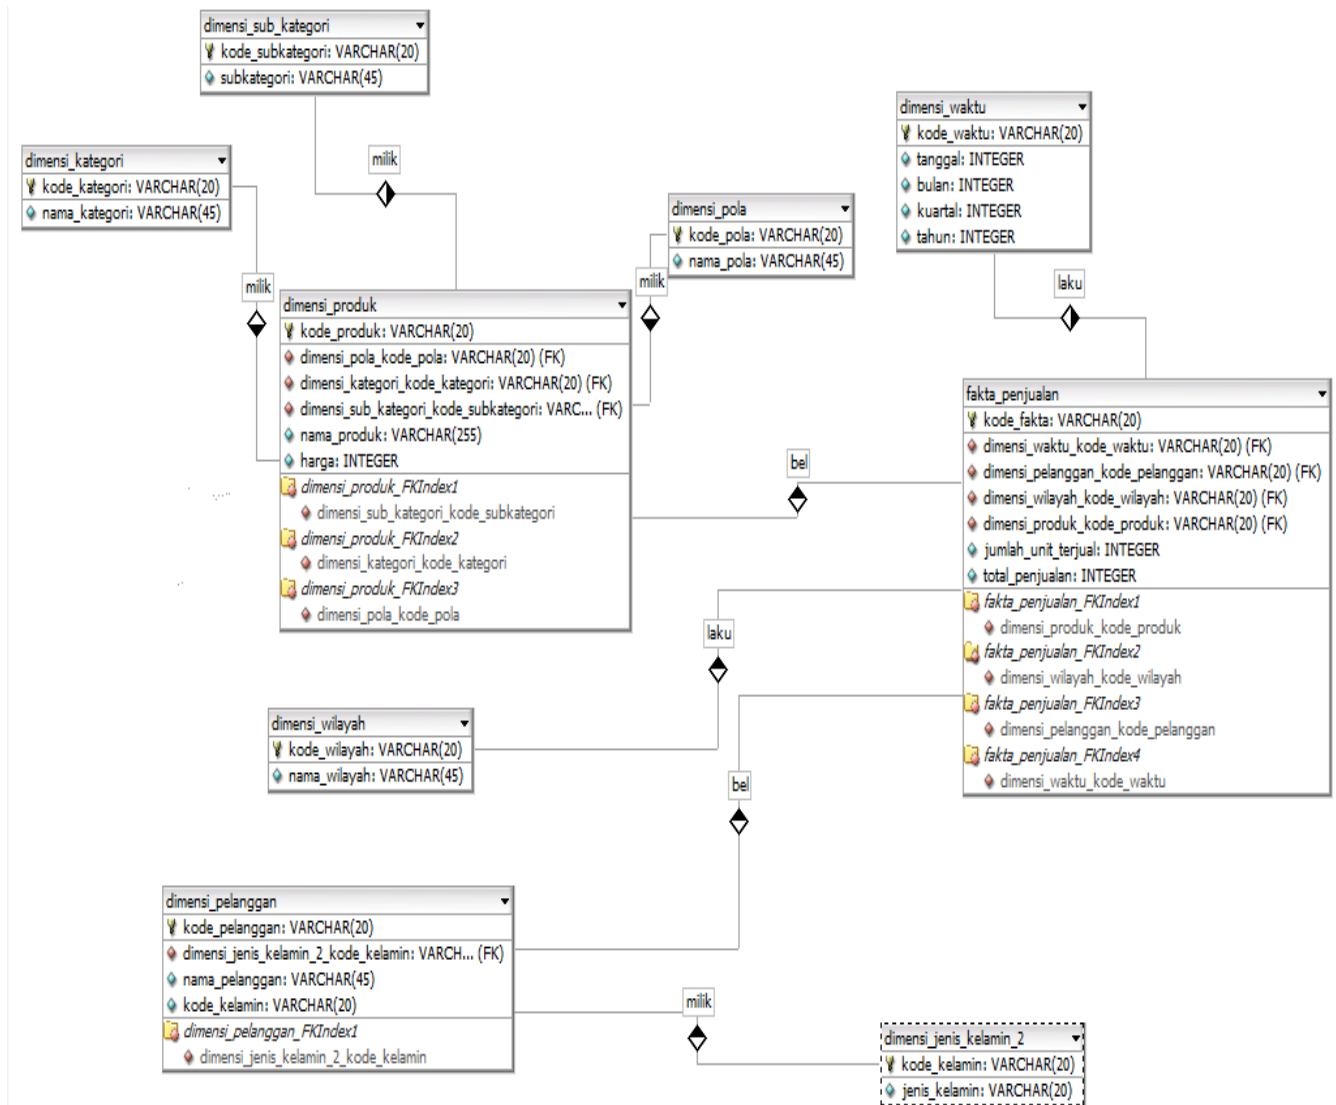 dimensi_sub_kategori
kode_subkategori: VARCHAR(20)
subkategori: VARCHAR(45)
dimensi_kategori
kode_kategori: VARCHAR(20)
nama_kategori: VARCHAR(45)
milik
milik
dimensi_pola
kode_pola: VARCHAR(20)
nama_pola: VARCHAR(45)
milik
dimensi_waktu
kode_waktu: VARCHAR(20)
tanggal: INTEGER
bulan: INTEGER
kuartal: INTEGER
tahun: INTEGER
laku
dimensi_produk
kode_produk: VARCHAR(20)
dimensi_pola_kode_pola: VARCHAR(20) (FK)
dimensi_kategori_kode_kategori: VARCHAR(20) (FK)
dimensi_sub_kategori_kode_subkategori: VARC... (FK)
nama_produk: VARCHAR(255)
harga: INTEGER
dimensi_produk_FKIndex1
dimensi_sub_kategori_kode_subkategori
dimensi_produk_FKIndex2
dimensi_kategori_kode_kategori
dimensi_produk_FKIndex3
dimensi_pola_kode_pola
bel
fakta_penjualan
kode_fakta: VARCHAR(20)
dimensi_waktu_kode_waktu: VARCHAR(20) (FK)
dimensi_pelanggan_kode_pelanggan: VARCHAR(20) (FK)
dimensi_wilayah_kode_wilayah: VARCHAR(20) (FK)
dimensi_produk_kode_produk: VARCHAR(20) (FK)
jumlah_unit_terjual: INTEGER
total_penjualan: INTEGER
fakta_penjualan_FKIndex1
dimensi_produk_kode_produk
fakta_penjualan_FKIndex2
dimensi_wilayah_kode_wilayah
fakta_penjualan_FKIndex3
dimensi_pelanggan_kode_pelanggan
fakta_penjualan_FKIndex4
dimensi_waktu_kode_waktu
laku
dimensi_wilayah
kode_wilayah: VARCHAR(20)
nama_wilayah: VARCHAR(45)
bel
dimensi_pelanggan
kode_pelanggan: VARCHAR(20)
dimensi_jenis_kelamin_2_kode_kelamin: VARCH... (FK)
nama_pelanggan: VARCHAR(45)
kode_kelamin: VARCHAR(20)
dimensi_pelanggan_FKIndex1
dimensi_jenis_kelamin_2_kode_kelamin
milik
dimensi_jenis_kelamin_2
kode_kelamin: VARCHAR(20)
jenis_kelamin: VARCHAR(20)